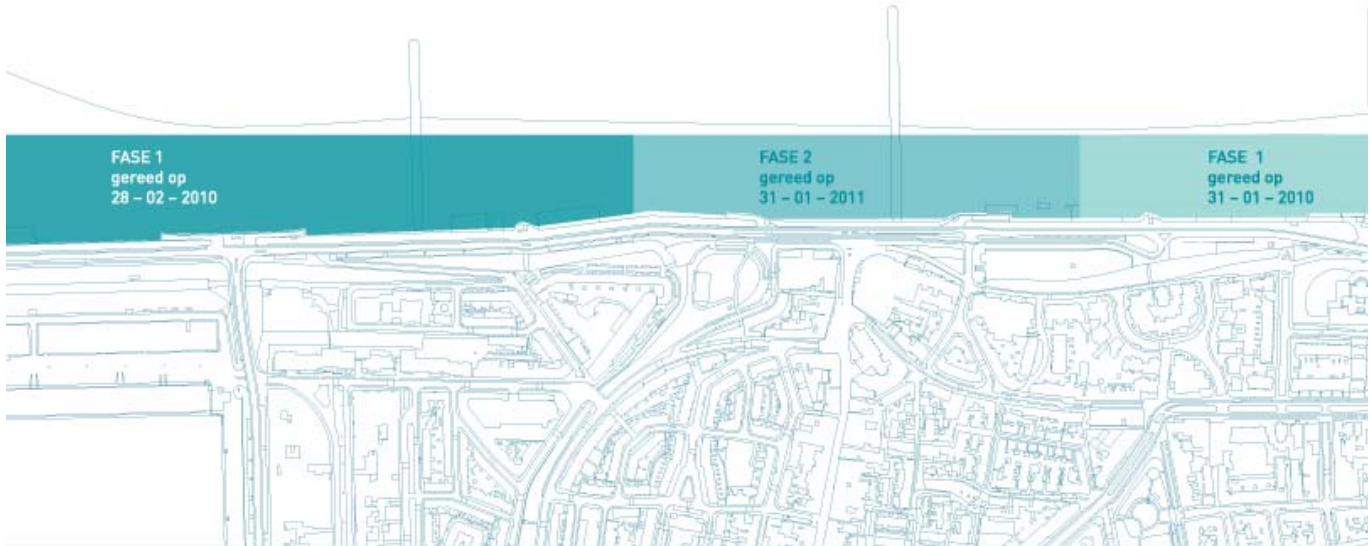 FASE 1
gereed op
28 – 02 – 2010
FASE 2
gereed op
31 – 01 – 2011
FASE 1
gereed op
31 – 01 – 2010